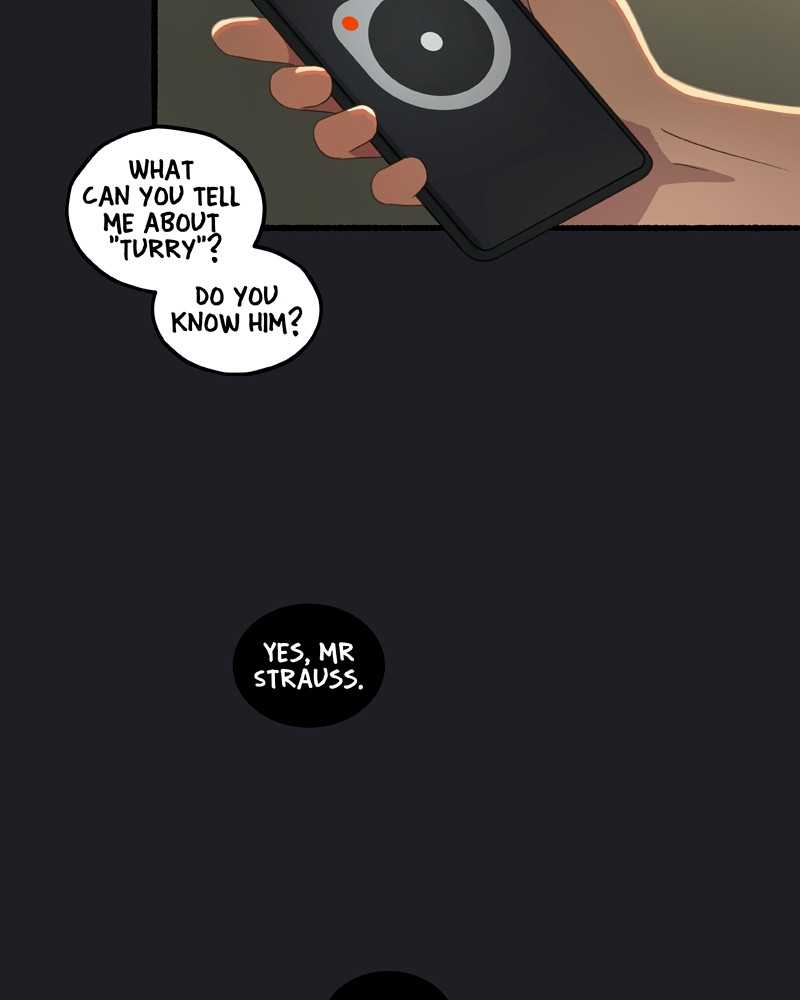 WHAT
CAN YOU TELL
ME ABOUT
"TURRY"?
DO YOU
KNOW HIM?
YES, MR
STRAUSS.